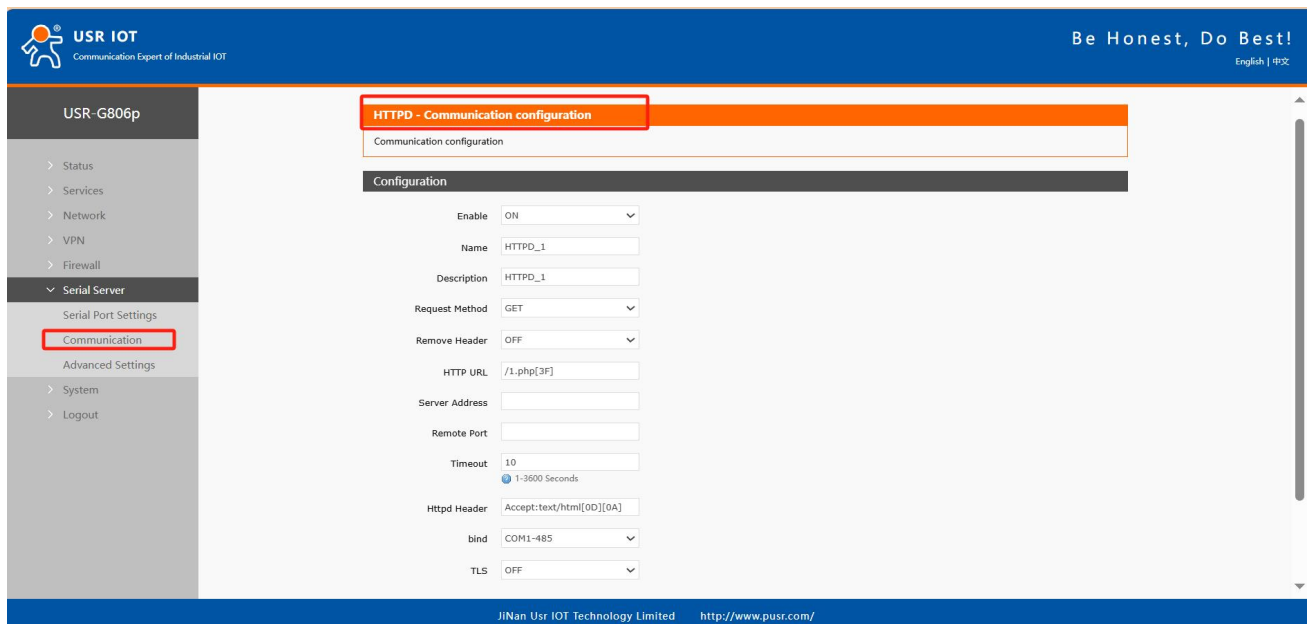 USR IOT
Communication Expert of Industrial IOT
Be Honest, Do Best!
English | 中文
USR-G806p
Status
Services
Network
VPN
Firewall
Serial Server
Serial Port Settings
Communication
Advanced Settings
System
Logout
HTTPD - Communication configuration
Communication configuration
Configuration
Enable ON
Name HTTPD_1
Description HTTPD_1
Request Method GET
Remove Header OFF
HTTP URL /1.php[3F]
Server Address
Remote Port
Timeout 10
1-3600 Seconds
Httpd Header Accept:text/html[0D][0A]
bind COM1-485
TLS OFF
JiNan Usr IOT Technology Limited http://www.pusr.com/